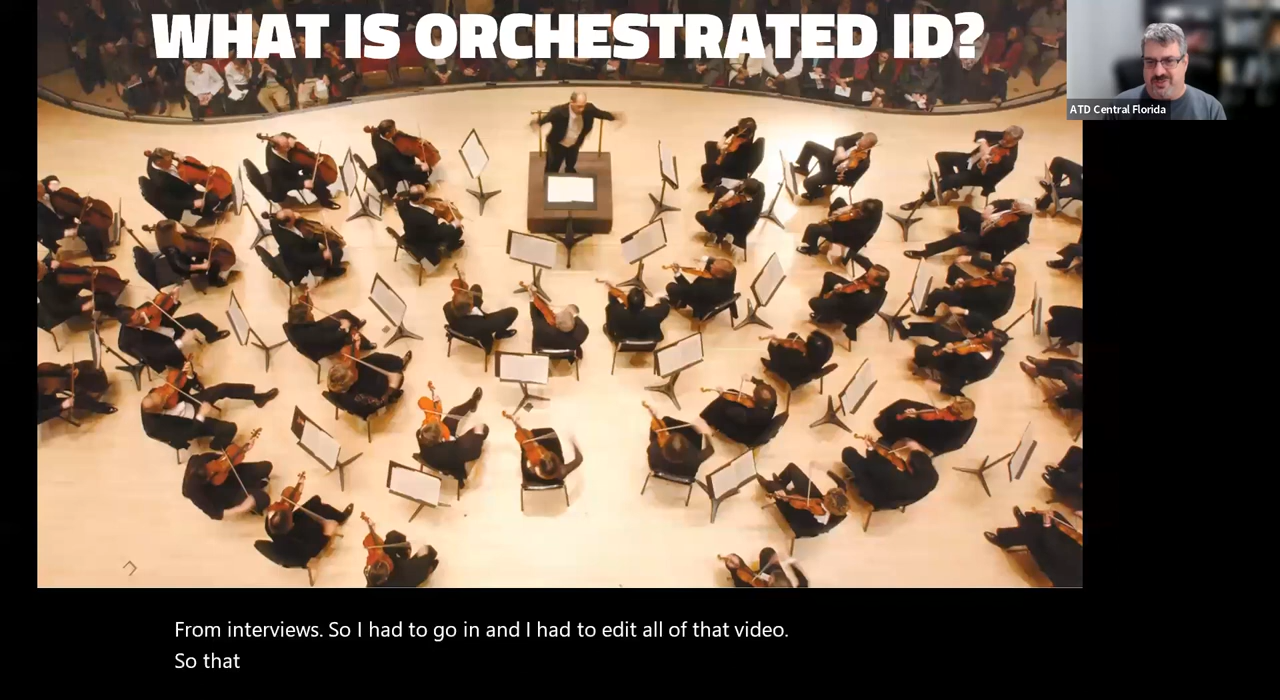 WHAT IS ORCHESTRATED ID?
ATD Central Florida
From interviews. So I had to go in and I had to edit all of that video.
So that